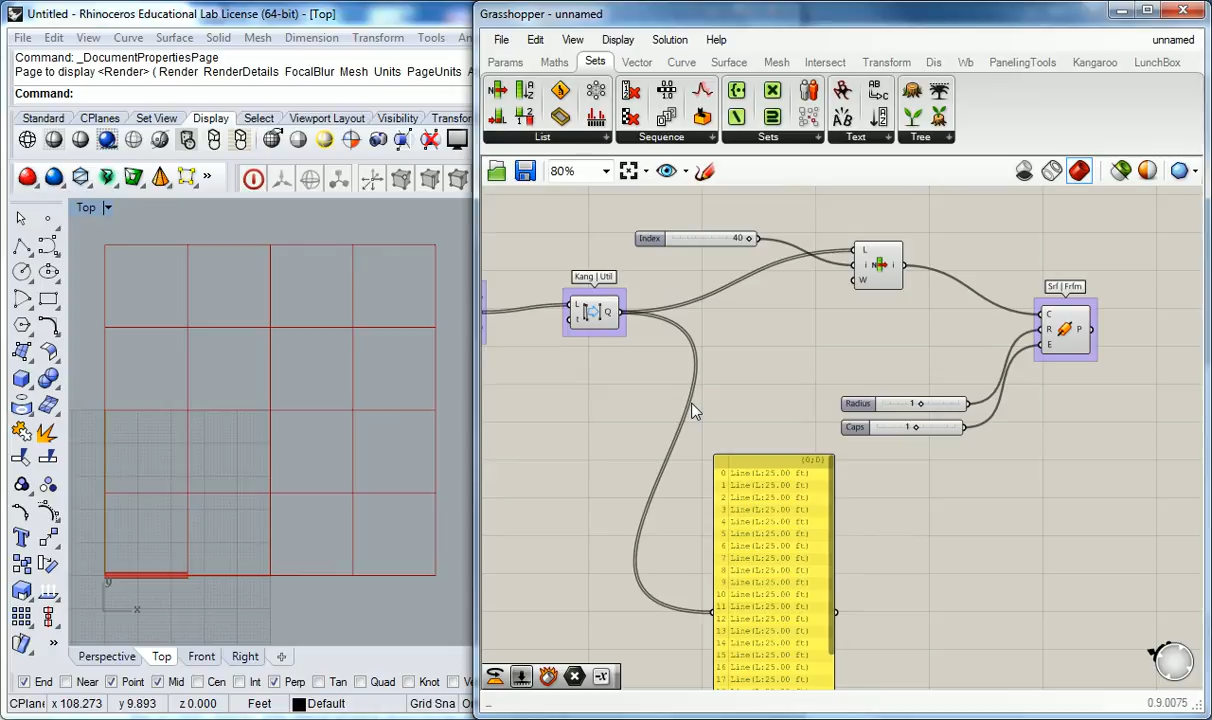 Untitled - Rhinoceros Educational Lab License (64-bit) - [Top]
File Edit View Curve Surface Solid Mesh Dimension Transform Tools
Command: _DocumentPropertiesPage
Page to display <Render> ( Render RenderDetails FocalBlur Mesh Units PageUnits
Command:
Standard CPlanes Set View Display Select Viewport Layout Visibility Transform
Top
y
x
Perspective Top Front Right
End Near Point Mid Cen Int Perp Tan Quad Knot
CPlane x 108.273 y 9.893 z 0.000 Feet Default Grid Snap
Grasshopper - unnamed
File Edit View Display Solution Help unnamed
Params Maths Sets Vector Curve Surface Mesh Intersect Transform Dis Wb PanelingTools Kangaroo LunchBox
List Sequence Sets Text Tree
80%
Index 40
Kang | Util
L t Q
L i W i
Srf | Frfm
C R E P
Radius 1
Caps 1
{0;0}
0 Line(L:25.00 ft)
1 Line(L:25.00 ft)
2 Line(L:25.00 ft)
3 Line(L:25.00 ft)
4 Line(L:25.00 ft)
5 Line(L:25.00 ft)
6 Line(L:25.00 ft)
7 Line(L:25.00 ft)
8 Line(L:25.00 ft)
9 Line(L:25.00 ft)
10 Line(L:25.00 ft)
11 Line(L:25.00 ft)
12 Line(L:25.00 ft)
13 Line(L:25.00 ft)
14 Line(L:25.00 ft)
15 Line(L:25.00 ft)
16 Line(L:25.00 ft)
0.9.0075